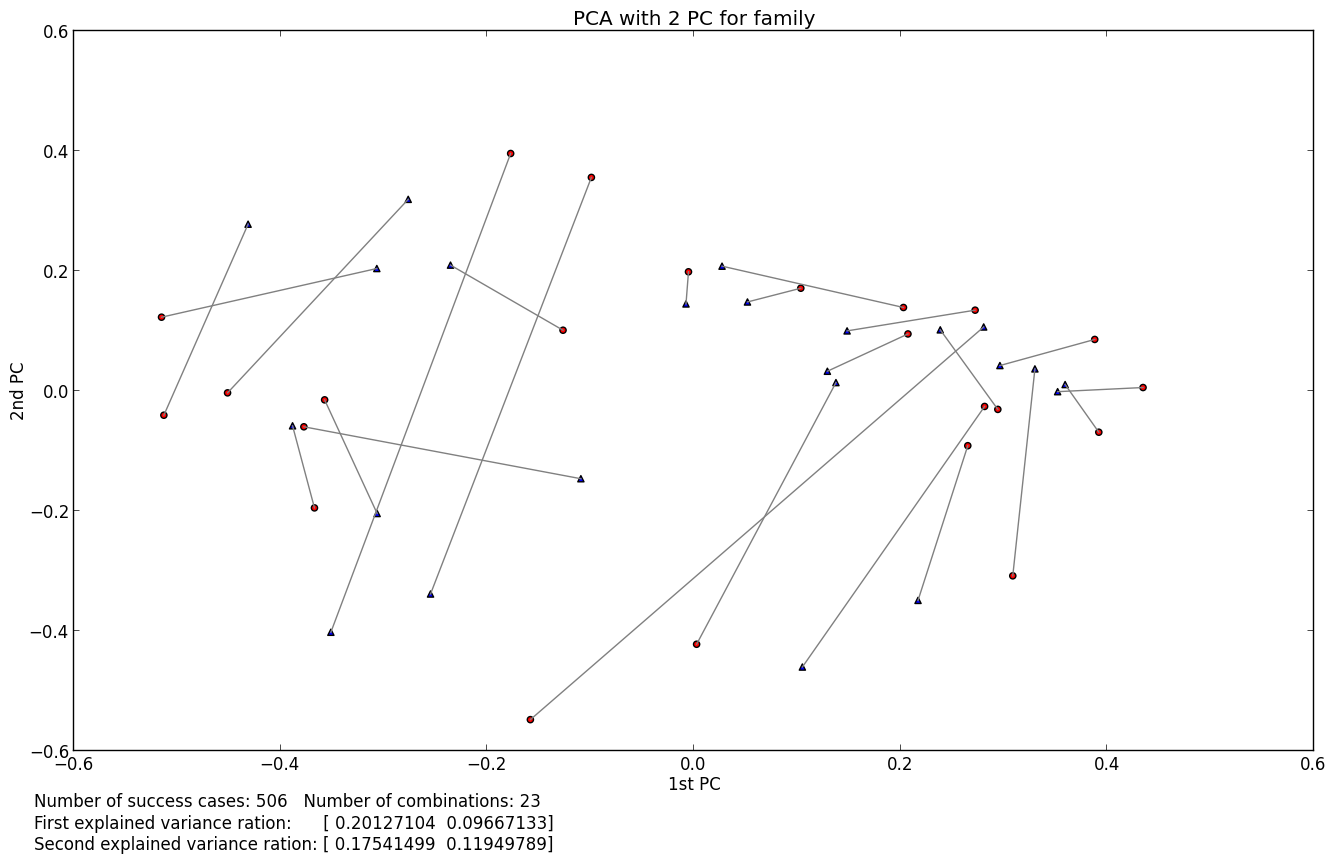 PCA with 2 PC for family
0.6
0.4
0.2
0.0
−0.2
−0.4
−0.6
2nd PC
−0.6 −0.4 −0.2 0.0 0.2 0.4 0.6
1st PC
Number of success cases: 506 Number of combinations: 23
First explained variance ration: [ 0.20127104 0.09667133]
Second explained variance ration: [ 0.17541499 0.11949789]